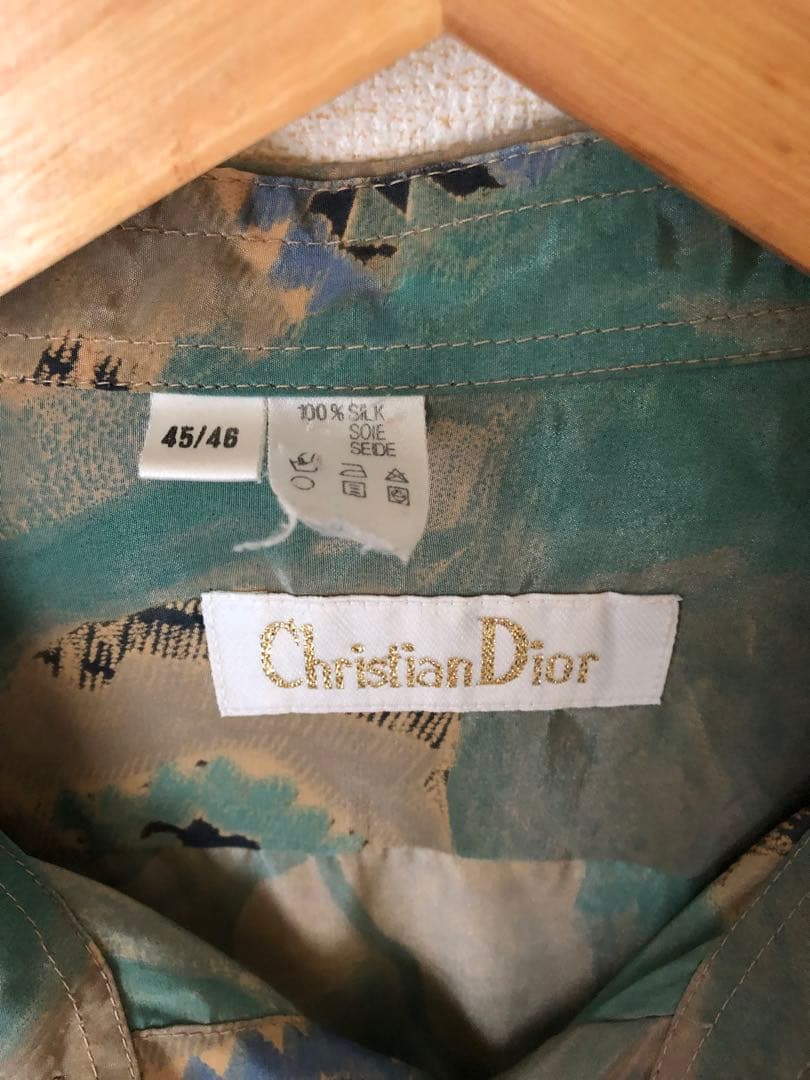 45/46
100% SILK
SOIE
SEIDE
Christian Dior